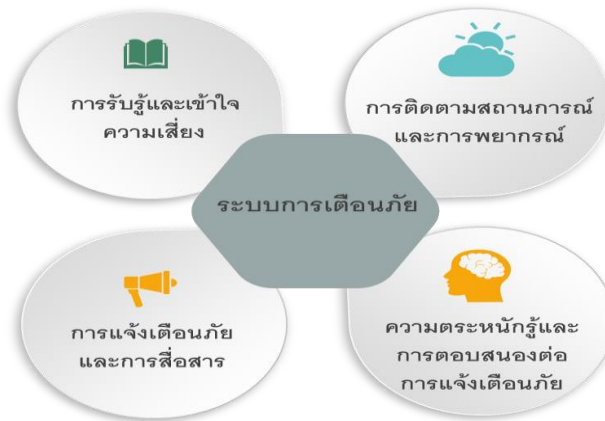 การรับรู้และเข้าใจ
ความเสี่ยง
การติดตามสถานการณ์
และการพยากรณ์
ระบบการเตือนภัย
การแจ้งเตือนภัย
และการสื่อสาร
ความตระหนักรู้และ
การตอบสนองต่อ
การแจ้งเตือนภัย